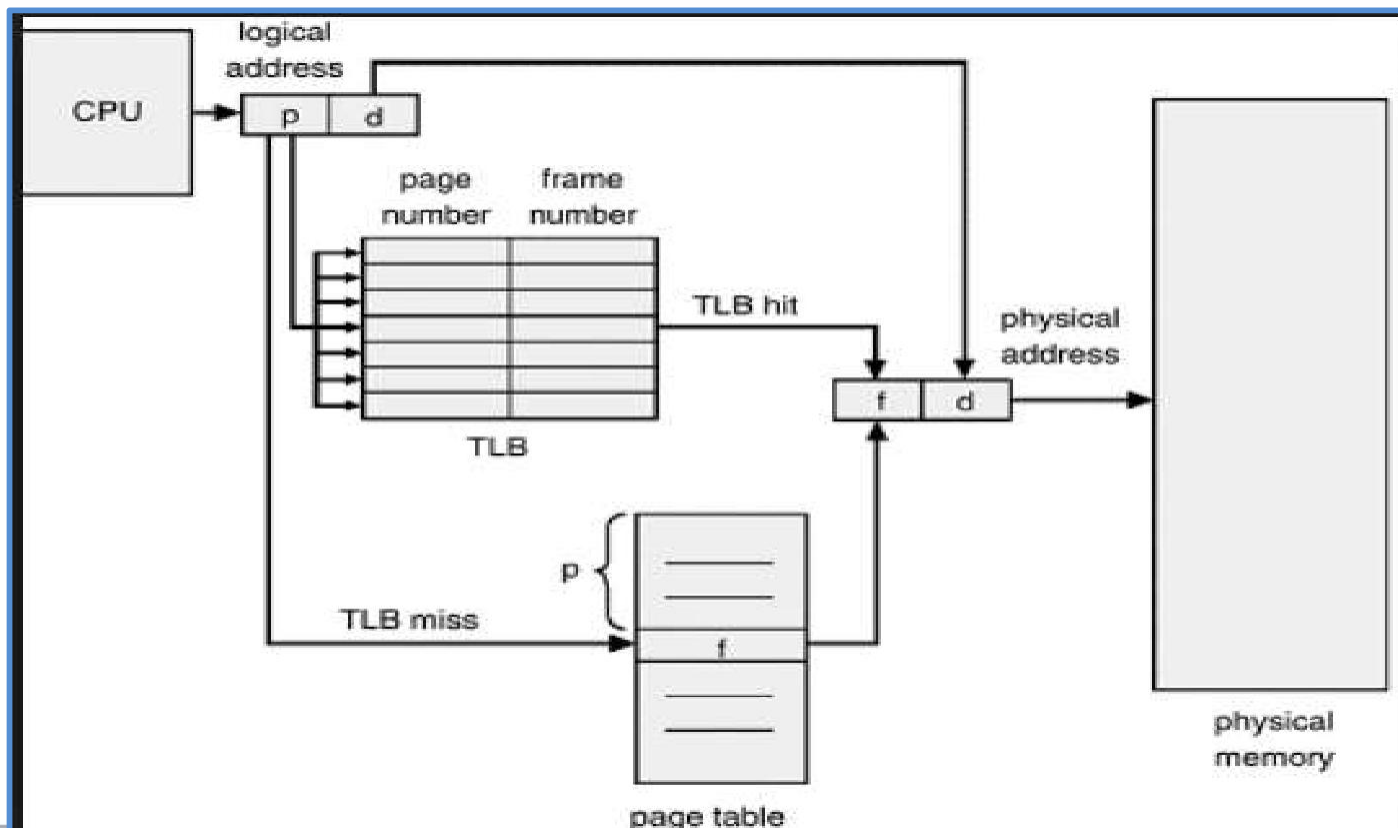 logical
address
CPU
p
d
page
number
frame
number
TLB hit
physical
address
f
d
TLB
p
TLB miss
f
physical
memory
page table